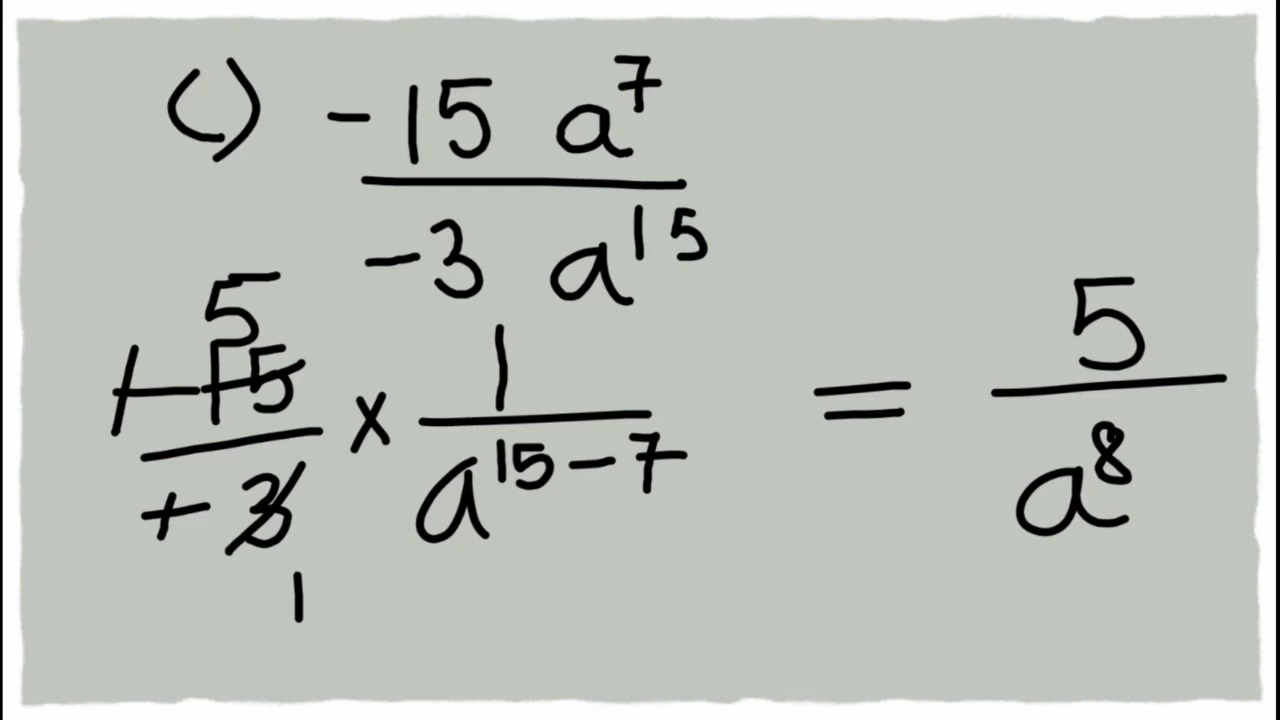 c) -15 a^7
-3 a^15
5
-15 × 1 = 5
-3 a^15-7 a^8
1